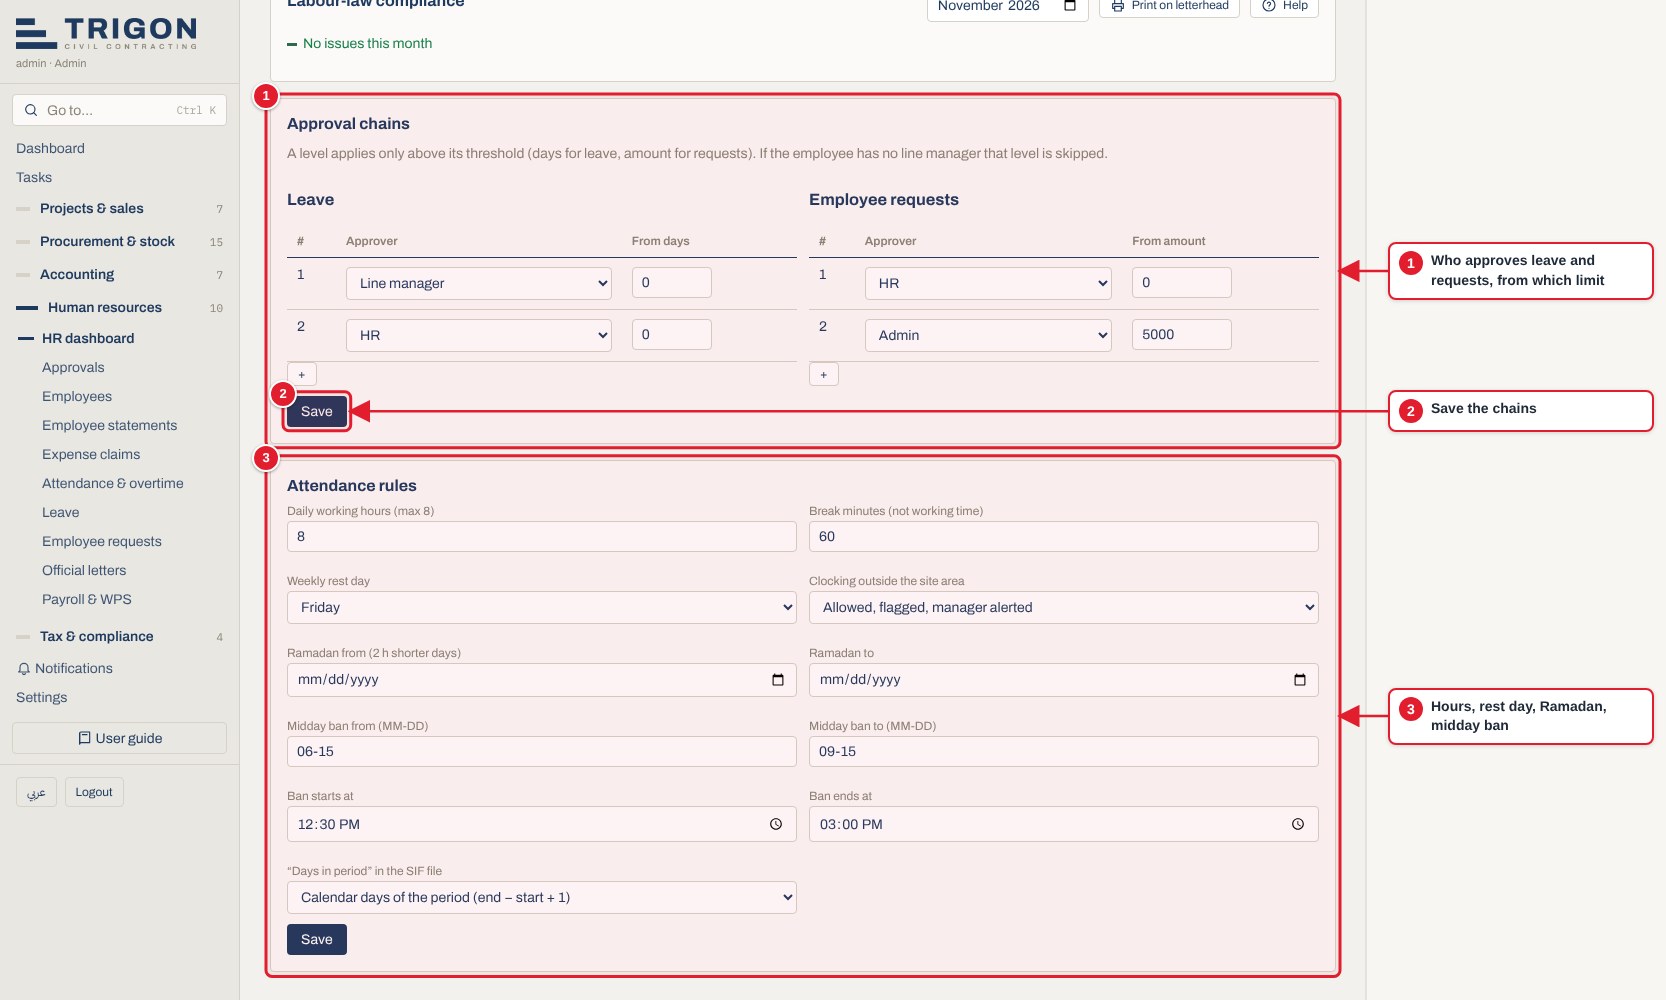 TRIGON
CIVIL CONTRACTING
admin · Admin
Go to...
Ctrl K
Dashboard
Tasks
Projects & sales 7
Procurement & stock 15
Accounting 7
Human resources 10
HR dashboard
Approvals
Employees
Employee statements
Expense claims
Attendance & overtime
Leave
Employee requests
Official letters
Payroll & WPS
Tax & compliance 4
Notifications
Settings
User guide
عربي
Logout
Labour-law compliance
November 2026
Print on letterhead
Help
No issues this month
1
Approval chains
A level applies only above its threshold (days for leave, amount for requests). If the employee has no line manager that level is skipped.
Leave
# Approver From days
1 Line manager 0
2 HR 0
+
Employee requests
# Approver From amount
1 HR 0
2 Admin 5000
+
2
Save
3
Attendance rules
Daily working hours (max 8)
8
Break minutes (not working time)
60
Weekly rest day
Friday
Clocking outside the site area
Allowed, flagged, manager alerted
Ramadan from (2 h shorter days)
mm/dd/yyyy
Ramadan to
mm/dd/yyyy
Midday ban from (MM-DD)
06-15
Midday ban to (MM-DD)
09-15
Ban starts at
12:30 PM
Ban ends at
03:00 PM
“Days in period” in the SIF file
Calendar days of the period (end – start + 1)
Save
1 Who approves leave and
requests, from which limit
2 Save the chains
3 Hours, rest day, Ramadan,
midday ban